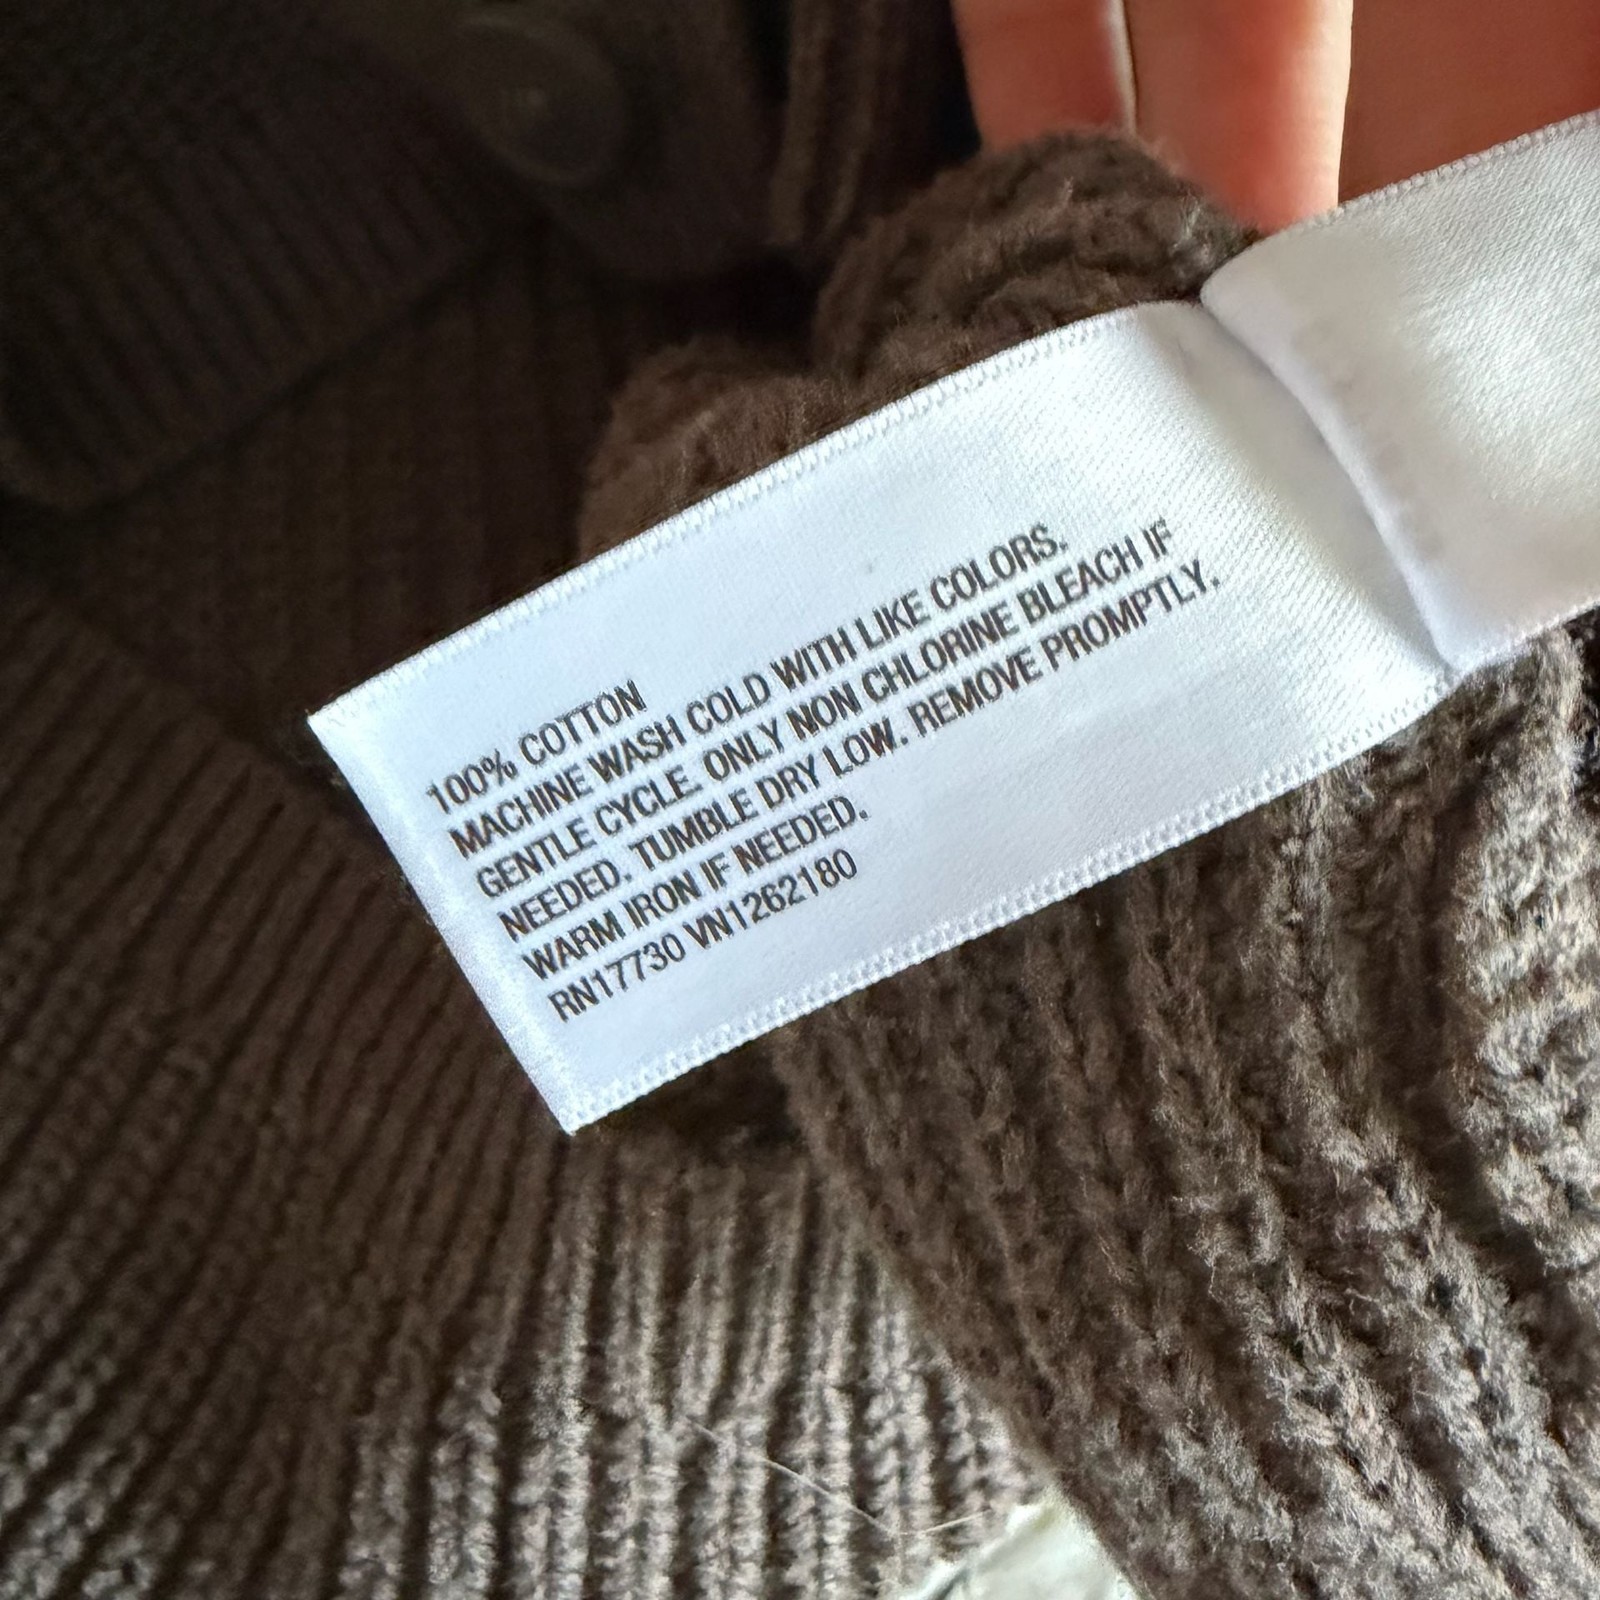 100% COTTON
MACHINE WASH COLD WITH LIKE COLORS.
GENTLE CYCLE. ONLY NON CHLORINE BLEACH IF
NEEDED. TUMBLE DRY LOW. REMOVE PROMPTLY.
WARM IRON IF NEEDED.
RN17730 VN1262180